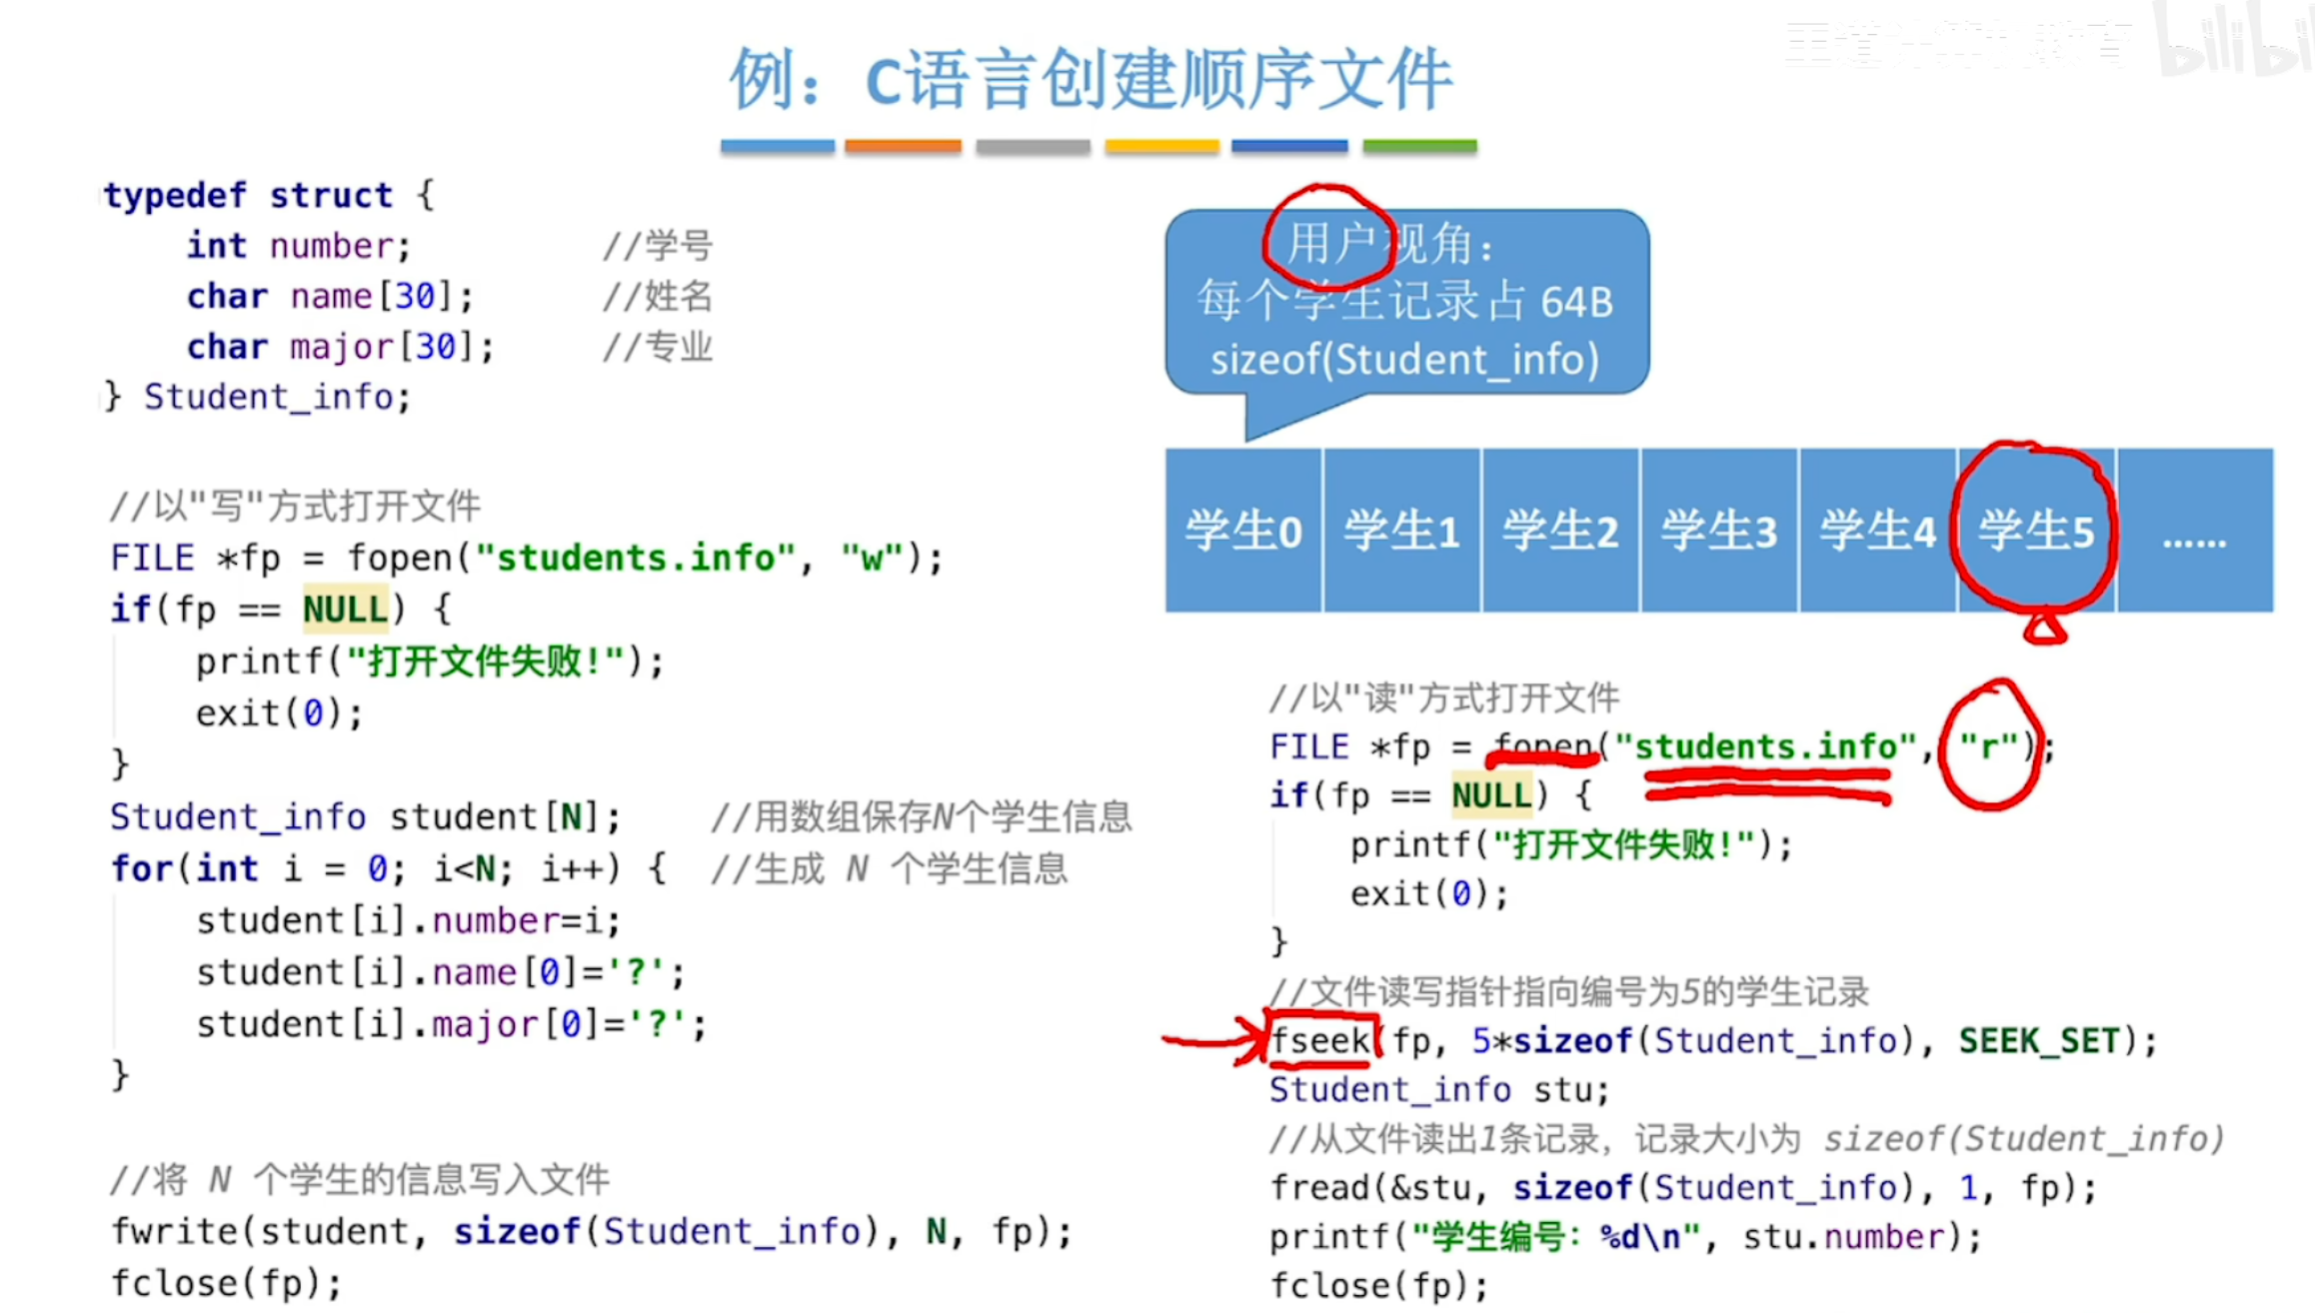 例：C语言创建顺序文件
typedef struct {
    int number;         //学号
    char name[30];      //姓名
    char major[30];     //专业
} Student_info;
//以"写"方式打开文件
FILE *fp = fopen("students.info", "w");
if(fp == NULL) {
    printf("打开文件失败!");
    exit(0);
}
Student_info student[N];    //用数组保存N个学生信息
for(int i = 0; i<N; i++) {  //生成 N 个学生信息
    student[i].number=i;
    student[i].name[0]='?';
    student[i].major[0]='?';
}
//将 N 个学生的信息写入文件
fwrite(student, sizeof(Student_info), N, fp);
fclose(fp);
用户视角：
每个学生记录占 64B
sizeof(Student_info)
学生0 学生1 学生2 学生3 学生4 学生5 ......
//以"读"方式打开文件
FILE *fp = fopen("students.info", "r");
if(fp == NULL) {
    printf("打开文件失败!");
    exit(0);
}
//文件读写指针指向编号为5的学生记录
fseek(fp, 5*sizeof(Student_info), SEEK_SET);
Student_info stu;
//从文件读出1条记录，记录大小为 sizeof(Student_info)
fread(&stu, sizeof(Student_info), 1, fp);
printf("学生编号：%d\n", stu.number);
fclose(fp);
bilibili